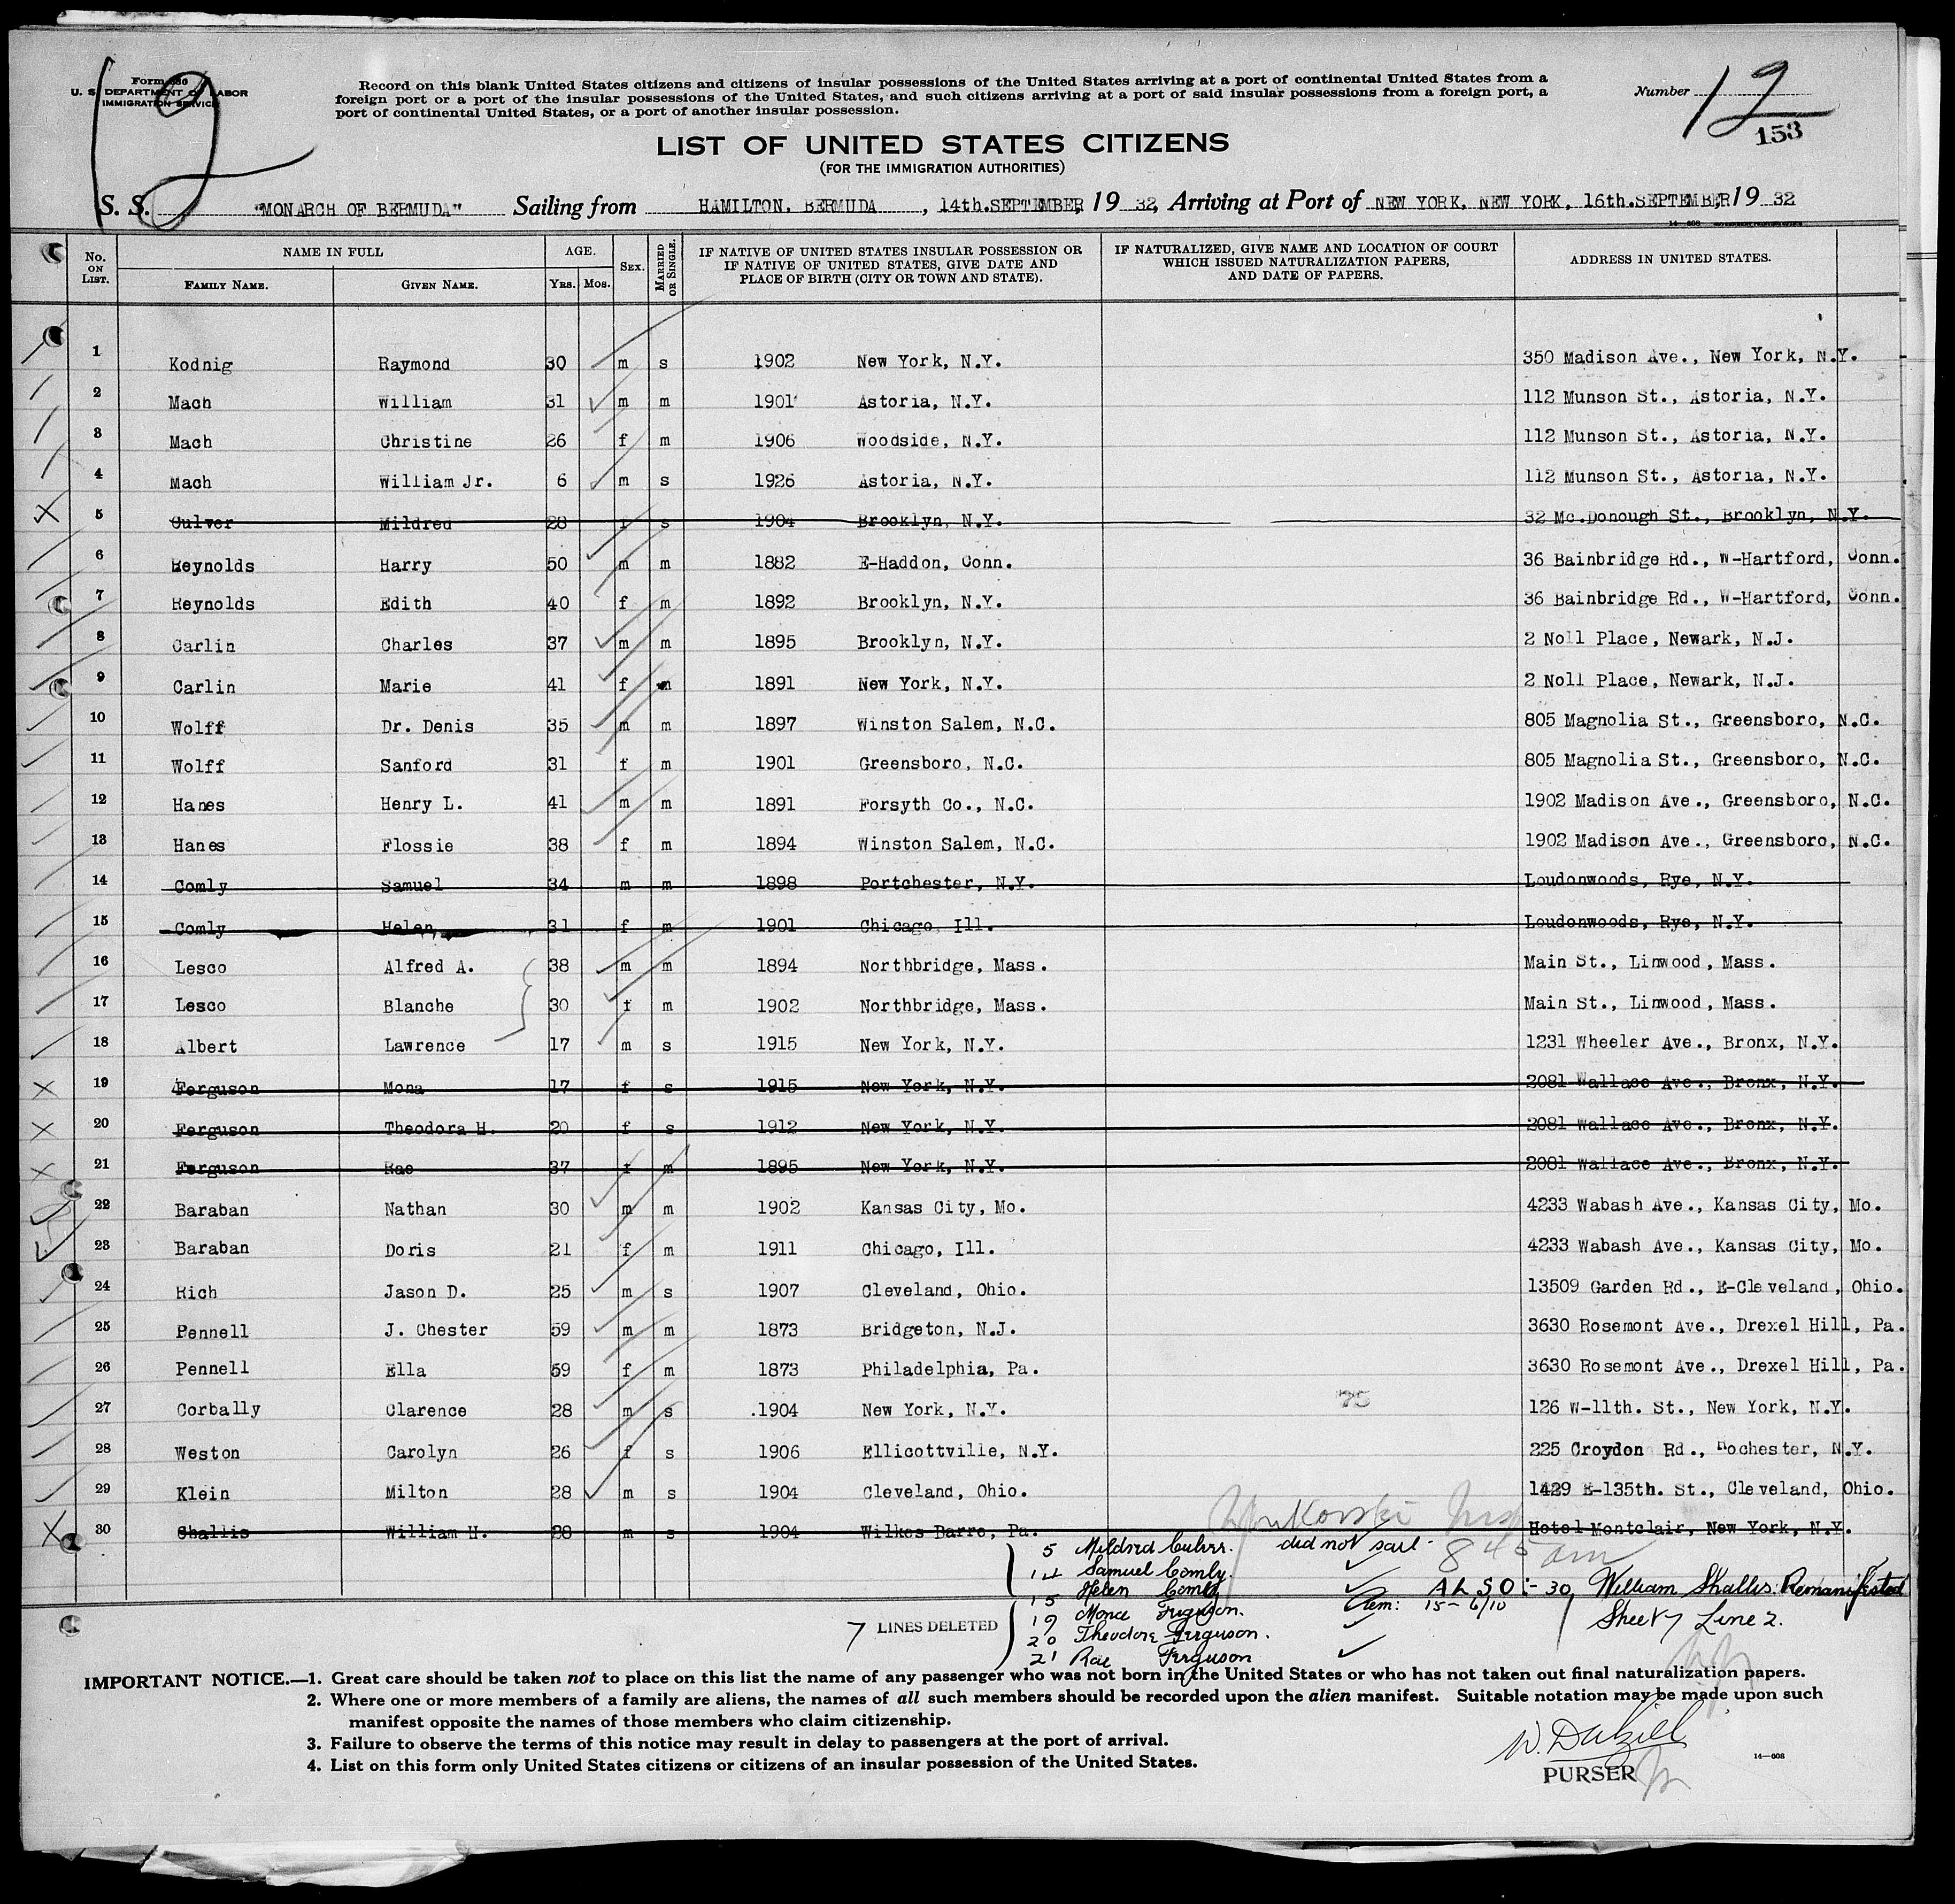 Form 630
U. S. DEPARTMENT OF LABOR
IMMIGRATION SERVICE
12
Record on this blank United States citizens and citizens of insular possessions of the United States arriving at a port of continental United States from a
foreign port or a port of the insular possessions of the United States, and such citizens arriving at a port of said insular possessions from a foreign port, a
port of continental United States, or a port of another insular possession.
Number 12
153
LIST OF UNITED STATES CITIZENS
(FOR THE IMMIGRATION AUTHORITIES)
S. S. "MONARCH OF BERMUDA" Sailing from HAMILTON, BERMUDA, 14th.SEPTEMBER, 1932, Arriving at Port of NEW YORK, NEW YORK, 16th.SEPTEMBER, 1932
No. ON LIST. NAME IN FULL FAMILY NAME. GIVEN NAME. AGE. YRS. MOS. SEX. MARRIED OR SINGLE. IF NATIVE OF UNITED STATES INSULAR POSSESSION OR IF NATIVE OF UNITED STATES, GIVE DATE AND PLACE OF BIRTH (CITY OR TOWN AND STATE). IF NATURALIZED, GIVE NAME AND LOCATION OF COURT WHICH ISSUED NATURALIZATION PAPERS, AND DATE OF PAPERS. ADDRESS IN UNITED STATES.
1 Kodnig Raymond 30 m s 1902 New York, N.Y. 350 Madison Ave., New York, N.Y.
2 Mach William 31 m m 1901 Astoria, N.Y. 112 Munson St., Astoria, N.Y.
3 Mach Christine 26 f m 1906 Woodside, N.Y. 112 Munson St., Astoria, N.Y.
4 Mach William Jr. 6 m s 1926 Astoria, N.Y. 112 Munson St., Astoria, N.Y.
5 Culver Mildred 28 f s 1904 Brooklyn, N.Y. 32 Mc.Donough St., Brooklyn, N.Y.
6 Reynolds Harry 50 m m 1882 E-Haddon, Conn. 36 Bainbridge Rd., W-Hartford, Conn.
7 Reynolds Edith 40 f m 1892 Brooklyn, N.Y. 36 Bainbridge Rd., W-Hartford, Conn.
8 Carlin Charles 37 m m 1895 Brooklyn, N.Y. 2 Noll Place, Newark, N.J.
9 Carlin Marie 41 f m 1891 New York, N.Y. 2 Noll Place, Newark, N.J.
10 Wolff Dr. Denis 35 m m 1897 Winston Salem, N.C. 805 Magnolia St., Greensboro, N.C.
11 Wolff Sanford 31 f m 1901 Greensboro, N.C. 805 Magnolia St., Greensboro, N.C.
12 Hanes Henry L. 41 m m 1891 Forsyth Co., N.C. 1902 Madison Ave., Greensboro, N.C.
13 Hanes Flossie 38 f m 1894 Winston Salem, N.C. 1902 Madison Ave., Greensboro, N.C.
14 Comly Samuel 34 m m 1898 Portchester, N.Y. Loudonwoods, Rye, N.Y.
15 Comly Helen 31 f m 1901 Chicago, Ill. Loudonwoods, Rye, N.Y.
16 Lesco Alfred A. 38 m m 1894 Northbridge, Mass. Main St., Linwood, Mass.
17 Lesco Blanche 30 f m 1902 Northbridge, Mass. Main St., Linwood, Mass.
18 Albert Lawrence 17 m s 1915 New York, N.Y. 1231 Wheeler Ave., Bronx, N.Y.
19 Ferguson Mona 17 f s 1915 New York, N.Y. 2081 Wallace Ave., Bronx, N.Y.
20 Ferguson Theodora H. 20 f s 1912 New York, N.Y. 2081 Wallace Ave., Bronx, N.Y.
21 Ferguson Rae 37 f m 1895 New York, N.Y. 2081 Wallace Ave., Bronx, N.Y.
22 Baraban Nathan 30 m m 1902 Kansas City, Mo. 4233 Wabash Ave., Kansas City, Mo.
23 Baraban Doris 21 f m 1911 Chicago, Ill. 4233 Wabash Ave., Kansas City, Mo.
24 Rich Jason D. 25 m s 1907 Cleveland, Ohio. 13509 Garden Rd., E-Cleveland, Ohio.
25 Pennell J. Chester 59 m m 1873 Bridgeton, N.J. 3630 Rosemont Ave., Drexel Hill, Pa.
26 Pennell Ella 59 f m 1873 Philadelphia, Pa. 3630 Rosemont Ave., Drexel Hill, Pa.
27 Corbally Clarence 28 m s 1904 New York, N.Y. 75 126 W-11th. St., New York, N.Y.
28 Weston Carolyn 26 f s 1906 Ellicottville, N.Y. 225 Croydon Rd., Rochester, N.Y.
29 Klein Milton 28 m s 1904 Cleveland, Ohio. 1429 E-135th. St., Cleveland, Ohio.
30 Shallis William H. 28 m s 1904 Wilkes Barre, Pa. Hotel Montclair, New York, N.Y.
5 Mildred Culver. did not sail 845 am
14 Samuel Comly.
15 Helen Comly ALSO:- 30 William Shallis: Remanifested
19 Monce Ferguson. 15-6/10 Sheet 7 Line 2.
7 LINES DELETED
20 Theodore Ferguson.
21 Rae Ferguson
IMPORTANT NOTICE.—1. Great care should be taken not to place on this list the name of any passenger who was not born in the United States or who has not taken out final naturalization papers.
2. Where one or more members of a family are aliens, the names of all such members should be recorded upon the alien manifest. Suitable notation may be made upon such
manifest opposite the names of those members who claim citizenship.
3. Failure to observe the terms of this notice may result in delay to passengers at the port of arrival.
4. List on this form only United States citizens or citizens of an insular possession of the United States.
W. Dalziel
PURSER
14—608